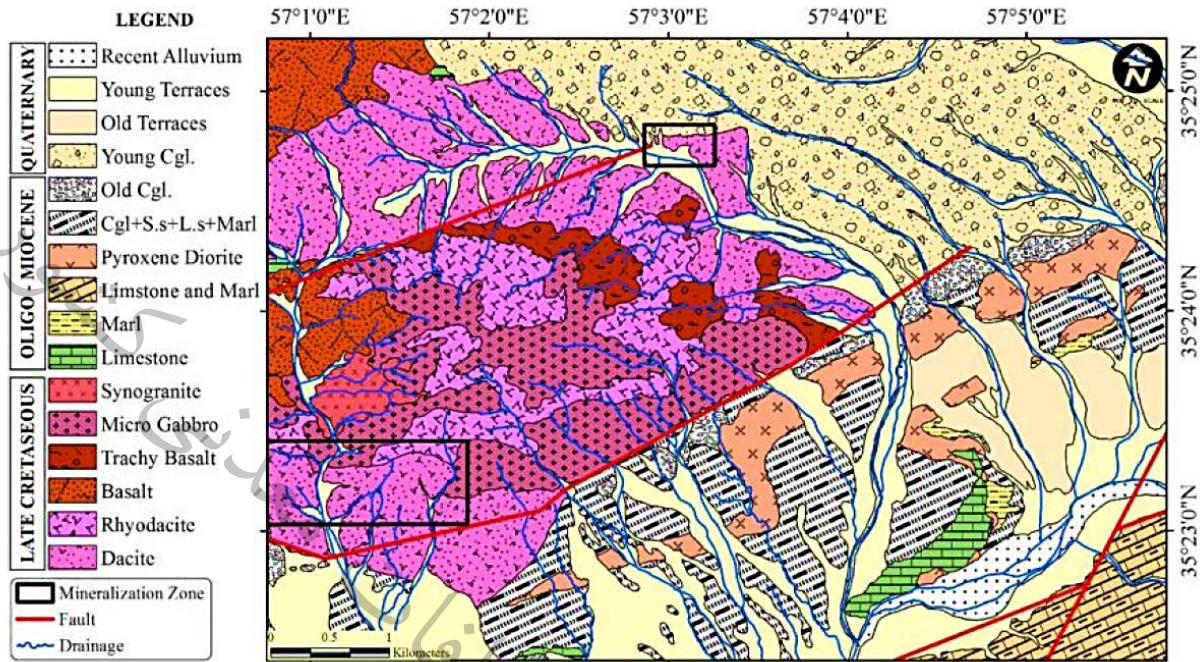 LEGEND
QUATERNARY
Recent Alluvium
Young Terraces
Old Terraces
Young Cgl.
OLIGO MIOCENE
Old Cgl.
Cgl+S.s+L.s+Marl
Pyroxene Diorite
Limstone and Marl
Marl
Limestone
LATE CRETASEOUS
Synogranite
Micro Gabbro
Trachy Basalt
Basalt
Rhyodacite
Dacite
Mineralization Zone
Fault
Drainage
57°1'0"E 57°2'0"E 57°3'0"E 57°4'0"E 57°5'0"E
N
35°25'0"N
35°24'0"N
35°23'0"N
0 0.5 1
Kilometers